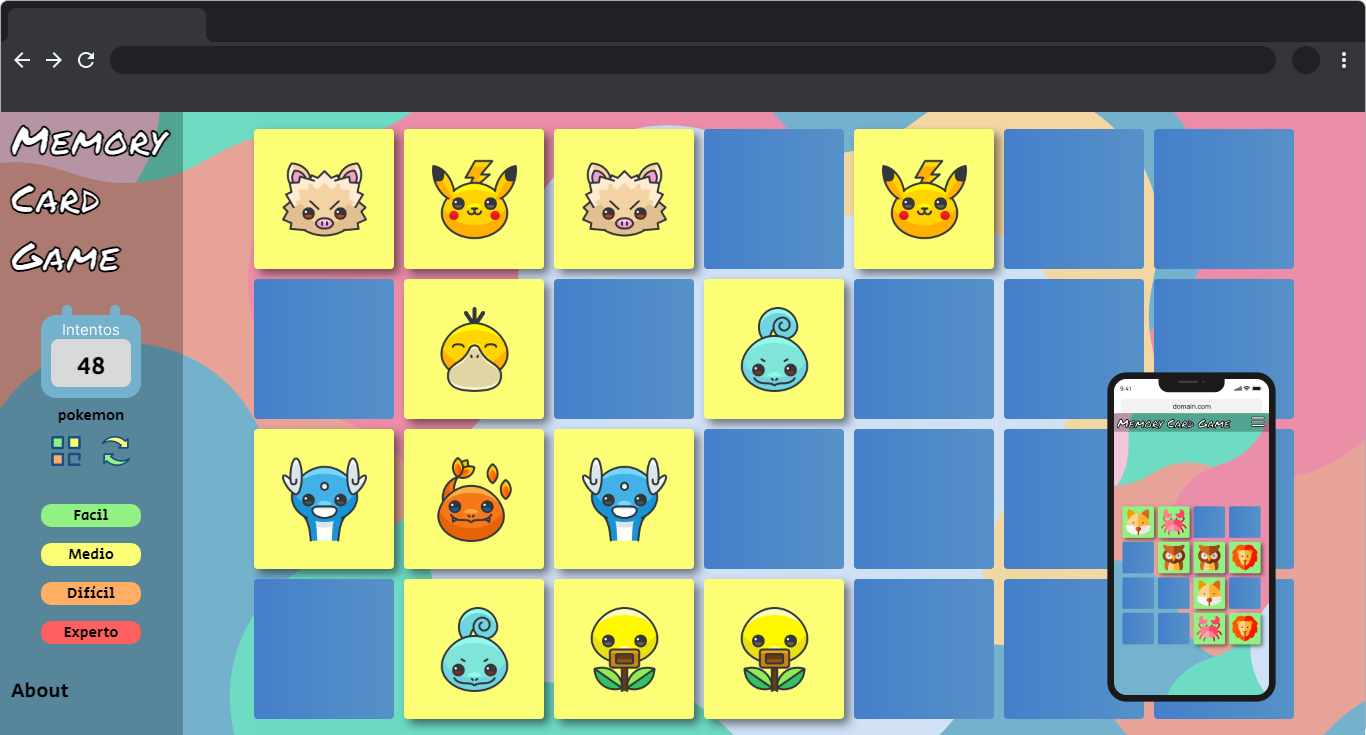 Memory
Card
Game
Intentos
48
pokemon
Facil
Medio
Difícil
Experto
About
9:41
domain.com
Memory Card Game